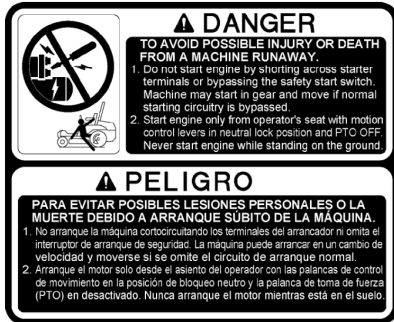 DANGER
TO AVOID POSSIBLE INJURY OR DEATH
FROM A MACHINE RUNAWAY.
1. Do not start engine by shorting across starter
terminals or bypassing the safety start switch.
Machine may start in gear and move if normal
starting circuitry is bypassed.
2. Start engine only from operator's seat with motion
control levers in neutral lock position and PTO OFF.
Never start engine while standing on the ground.
PELIGRO
PARA EVITAR POSIBLES LESIONES PERSONALES O LA
MUERTE DEBIDO A ARRANQUE SÚBITO DE LA MÁQUINA.
1. No arranque la máquina cortocircuitando los terminales del arrancador ni omita el
interruptor de arranque de seguridad. La máquina puede arrancar en un cambio de
velocidad y moverse si se omite el circuito de arranque normal.
2. Arranque el motor solo desde el asiento del operador con las palancas de control
de movimiento en la posición de bloqueo neutro y la palanca de toma de fuerza
(PTO) en desactivado. Nunca arranque el motor mientras está en el suelo.